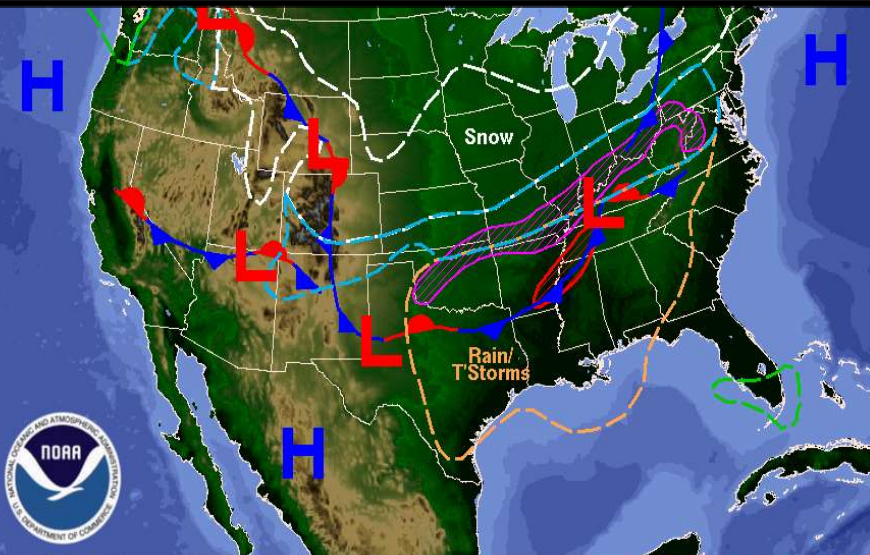 L
H
H
L
Snow
L
L
L
Rain/
T'Storms
H
NATIONAL OCEANIC AND ATMOSPHERIC ADMINISTRATION
NOAA
U.S. DEPARTMENT OF COMMERCE